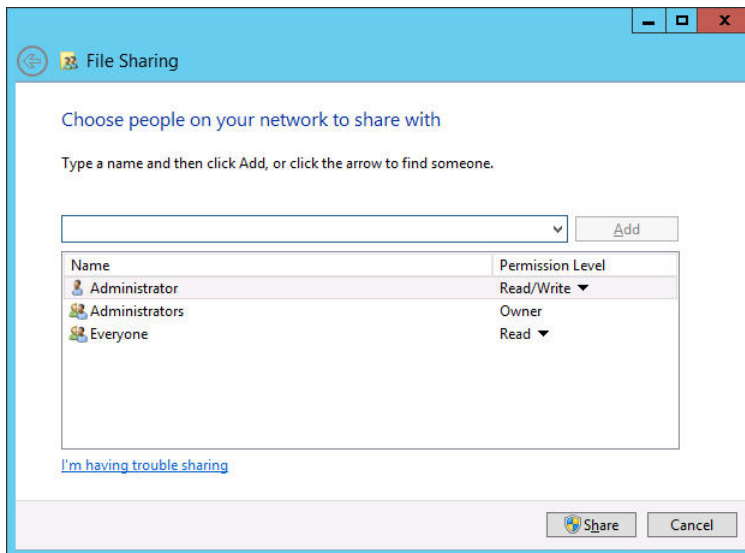 File Sharing
Choose people on your network to share with
Type a name and then click Add, or click the arrow to find someone.
Add
Name Permission Level
Administrator Read/Write
Administrators Owner
Everyone Read
I'm having trouble sharing
Share Cancel